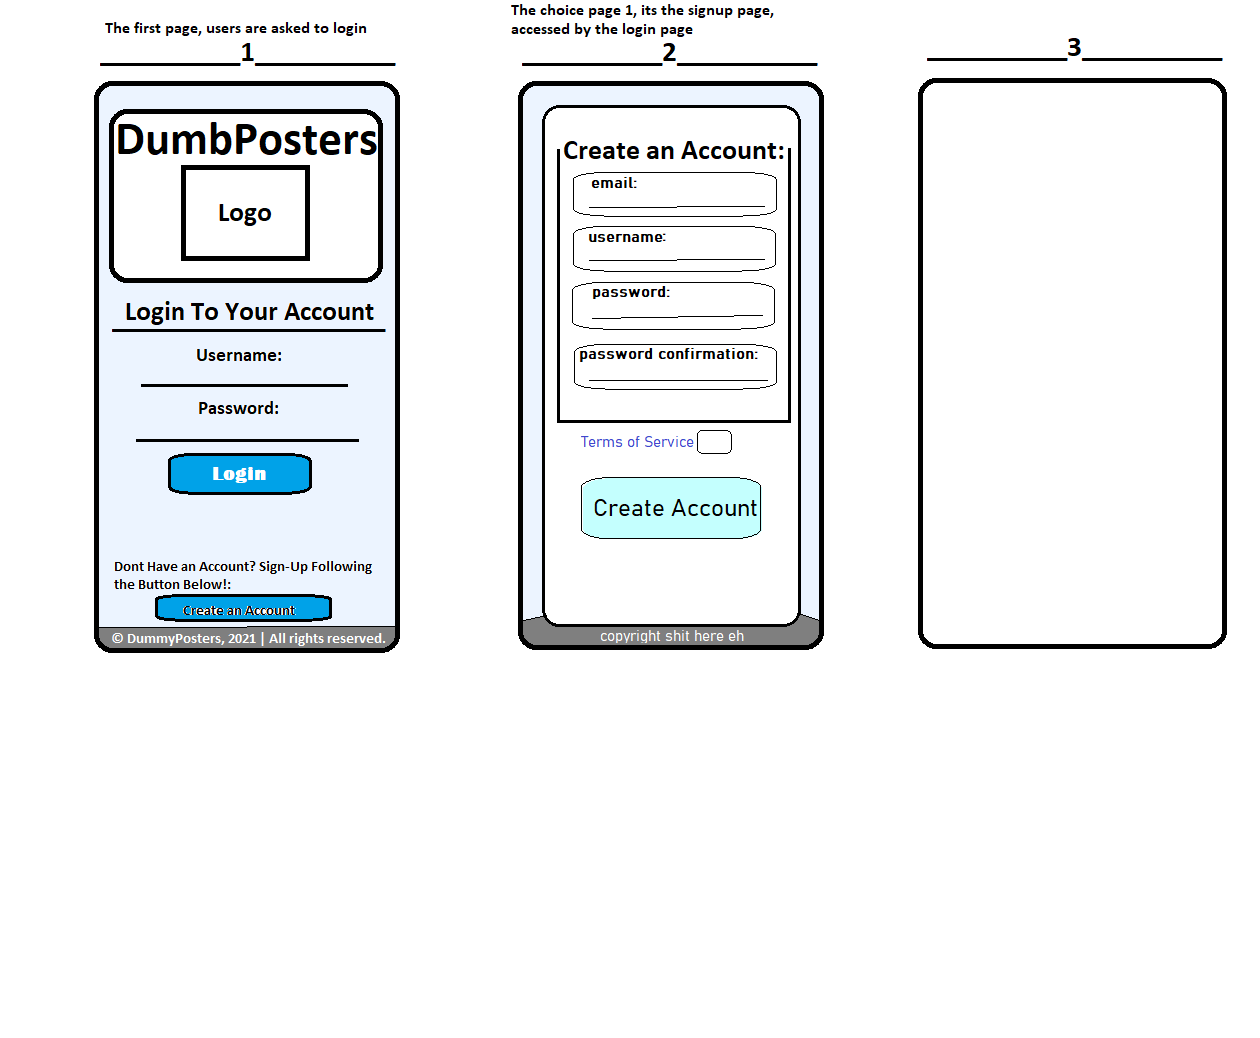 The first page, users are asked to login
1
DumbPosters
Logo
Login To Your Account
Username:
Password:
Login
Dont Have an Account? Sign-Up Following
the Button Below!:
Create an Account
© DummyPosters, 2021 | All rights reserved.
The choice page 1, its the signup page,
accessed by the login page
2
Create an Account:
email:
username:
password:
password confirmation:
Terms of Service
Create Account
copyright shit here eh
3